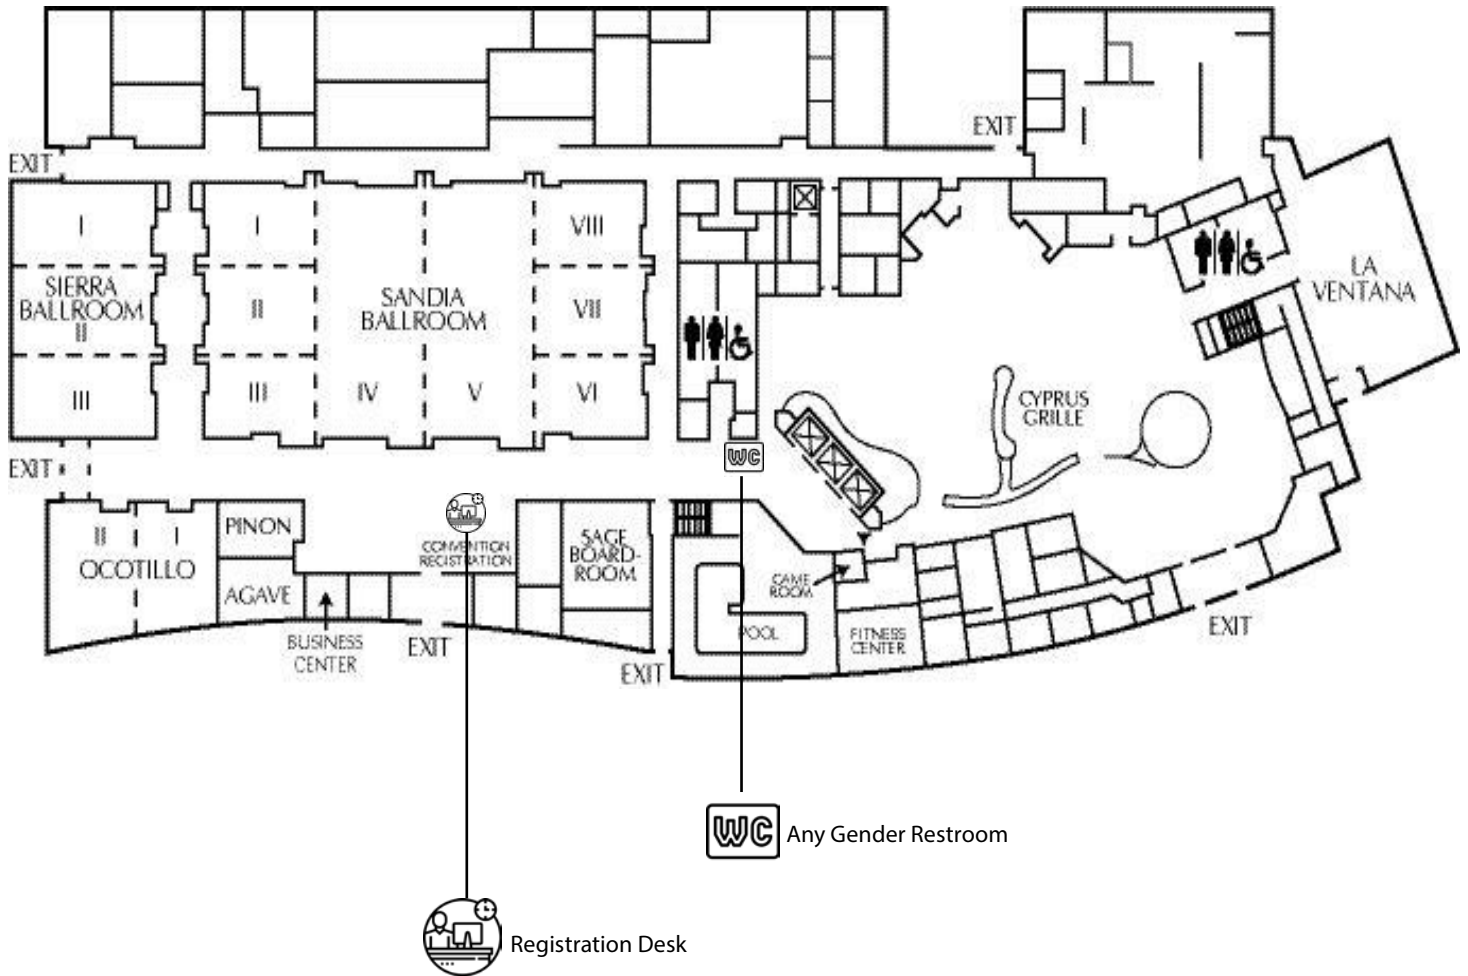 EXIT
EXIT
I
I
VIII
SIERRA
BALLROOM
II
II
SANDIA
BALLROOM
VII
LA
VENTANA
III
III
IV
V
VI
CYPRUS
GRILLE
WC
EXIT
II
I
OCOTILLO
PINON
AGAVE
CONVENTION
REGISTRATION
SAGE
BOARD-
ROOM
GAME
ROOM
POOL
FITNESS
CENTER
BUSINESS
CENTER
EXIT
EXIT
EXIT
WC Any Gender Restroom
Registration Desk